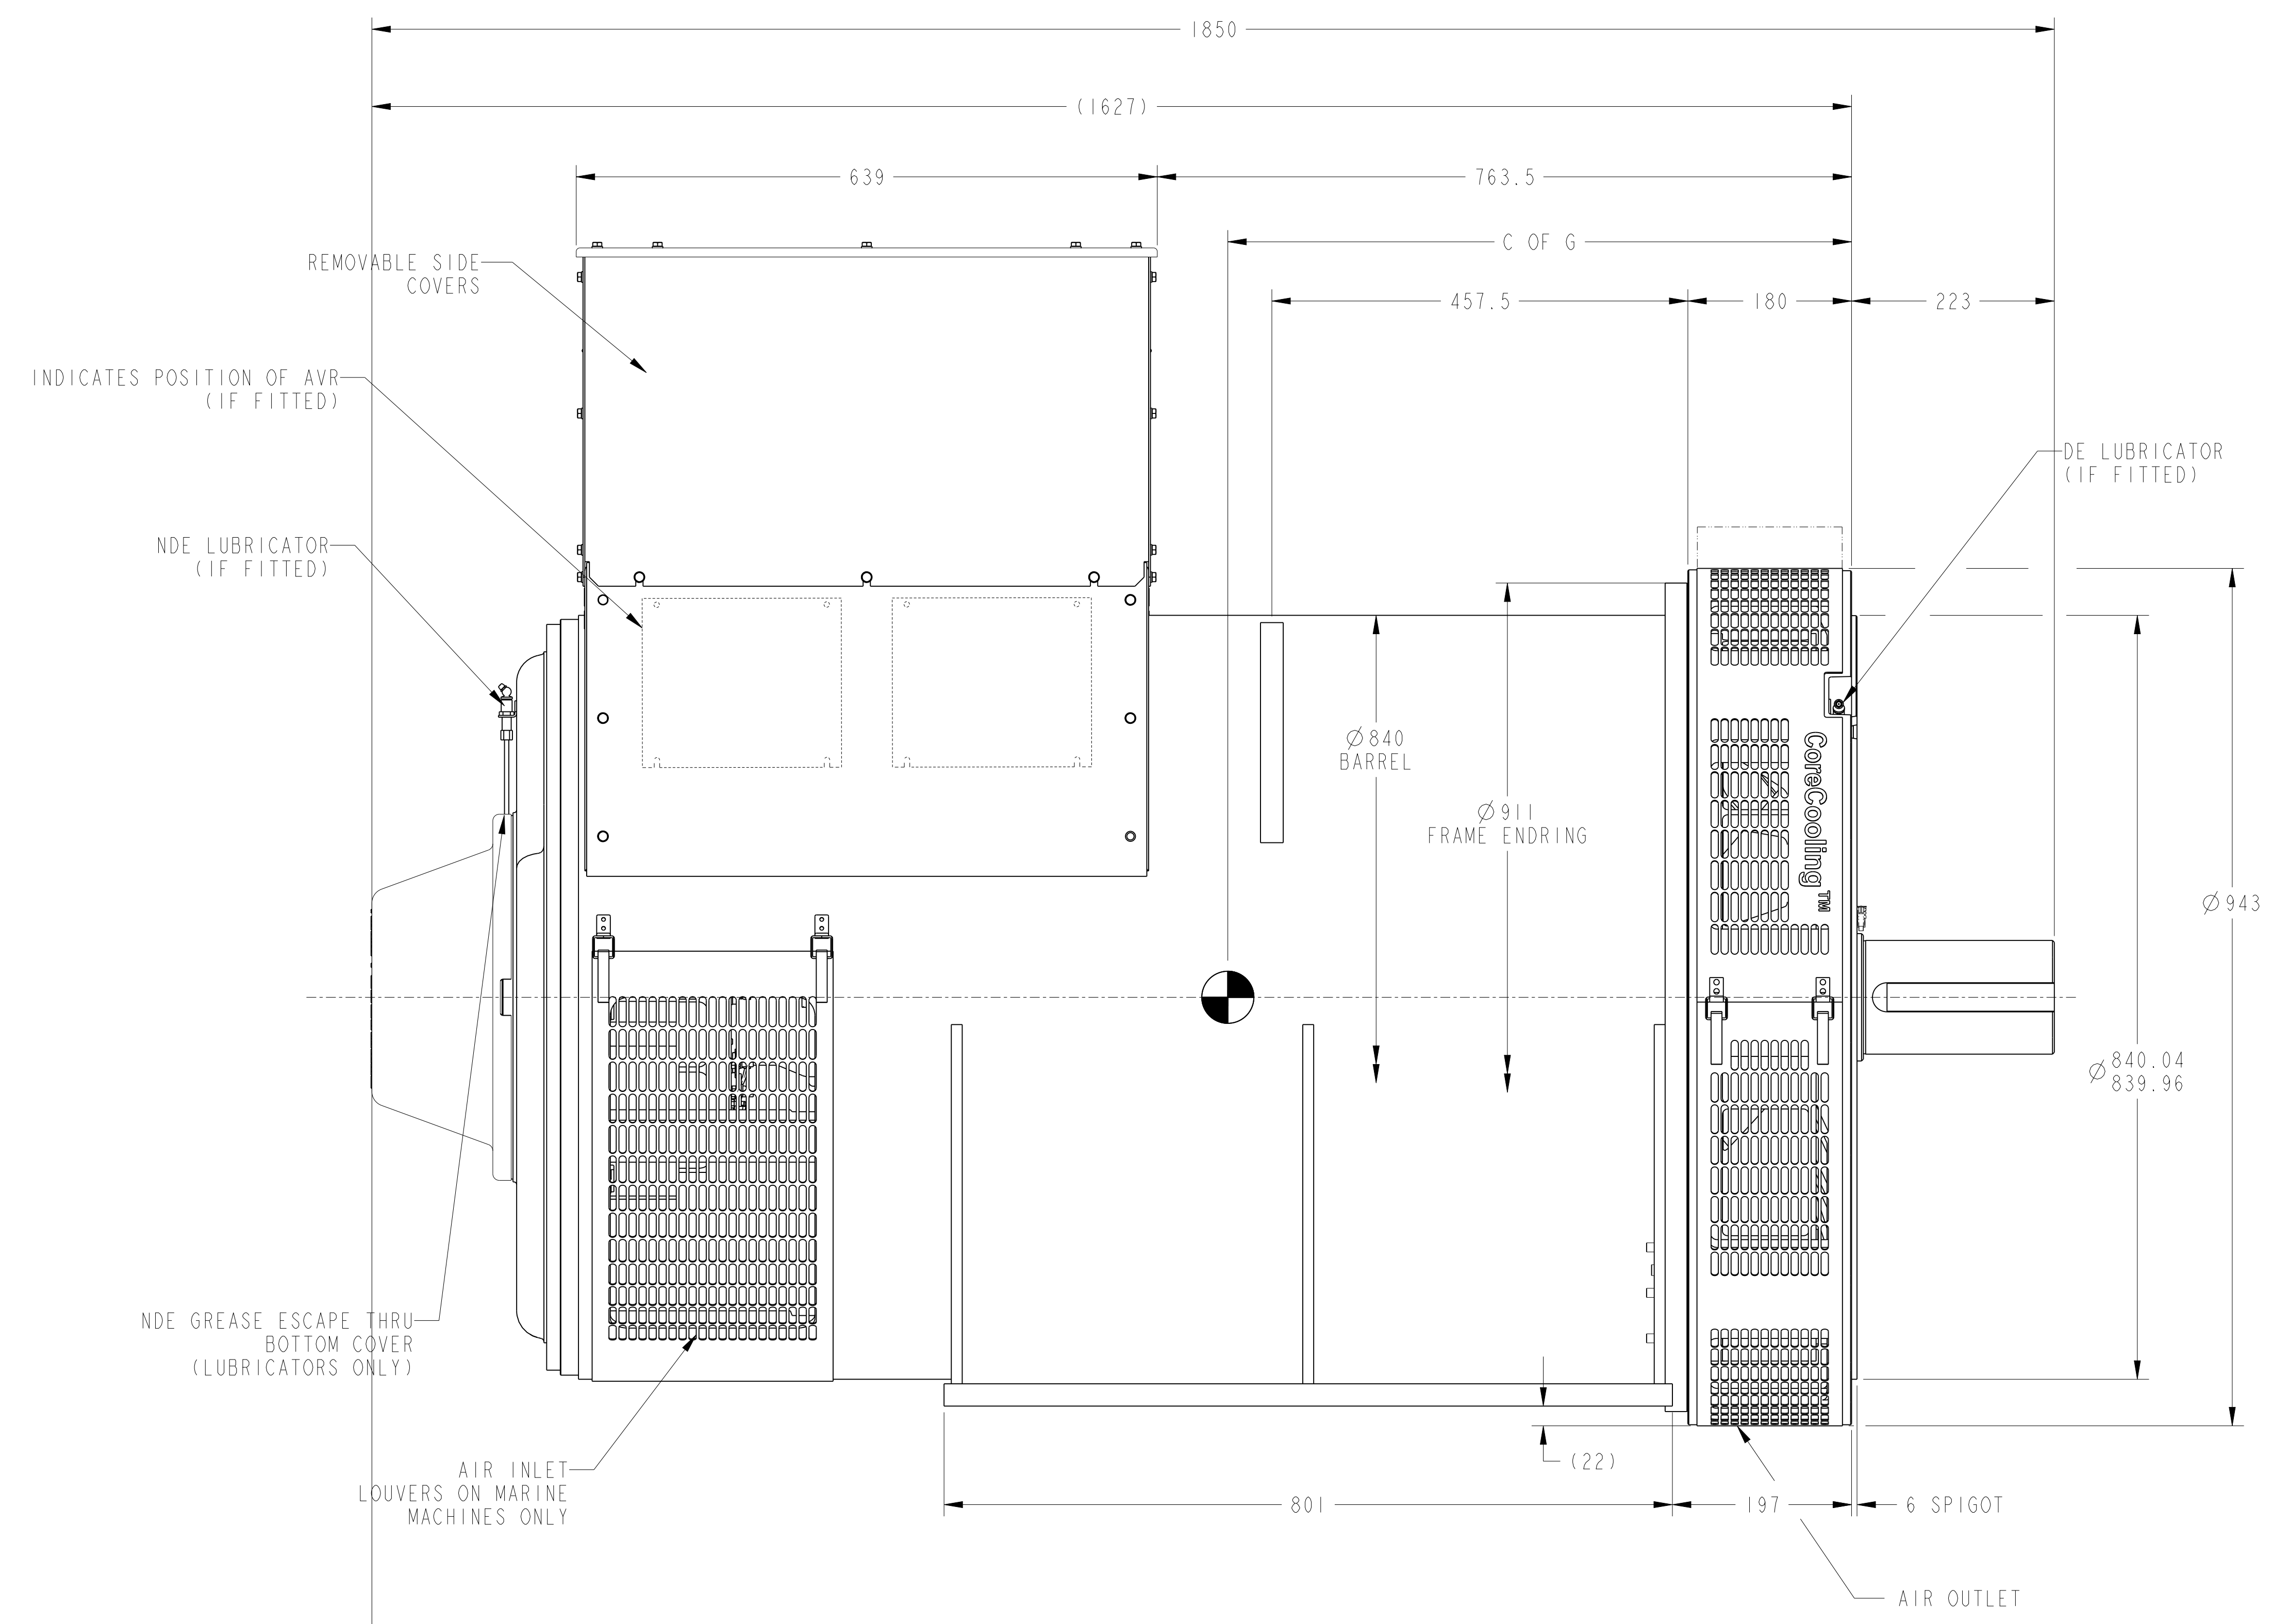 1850
(1627)
639
763.5
C OF G
REMOVABLE SIDE
COVERS
457.5
180
223
INDICATES POSITION OF AVR
(IF FITTED)
DE LUBRICATOR
(IF FITTED)
NDE LUBRICATOR
(IF FITTED)
Ø840
BARREL
CoreCooling™
Ø911
FRAME ENDRING
Ø943
Ø840.04
839.96
NDE GREASE ESCAPE THRU
BOTTOM COVER
(LUBRICATORS ONLY)
AIR INLET
LOUVERS ON MARINE
MACHINES ONLY
(22)
801
197
6 SPIGOT
AIR OUTLET